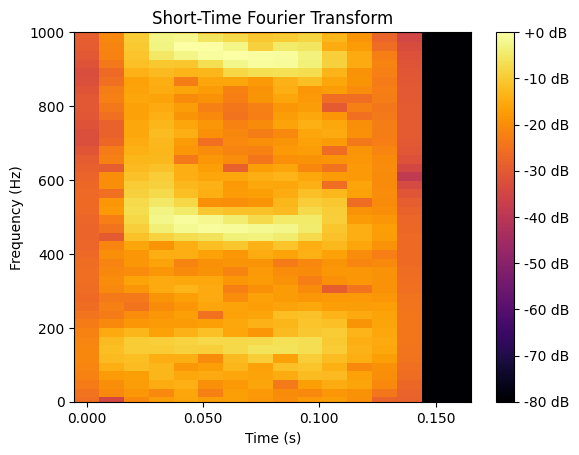 Short-Time Fourier Transform
1000
800
600
400
200
0
Frequency (Hz)
0.000
0.050
0.100
0.150
Time (s)
+0 dB
-10 dB
-20 dB
-30 dB
-40 dB
-50 dB
-60 dB
-70 dB
-80 dB